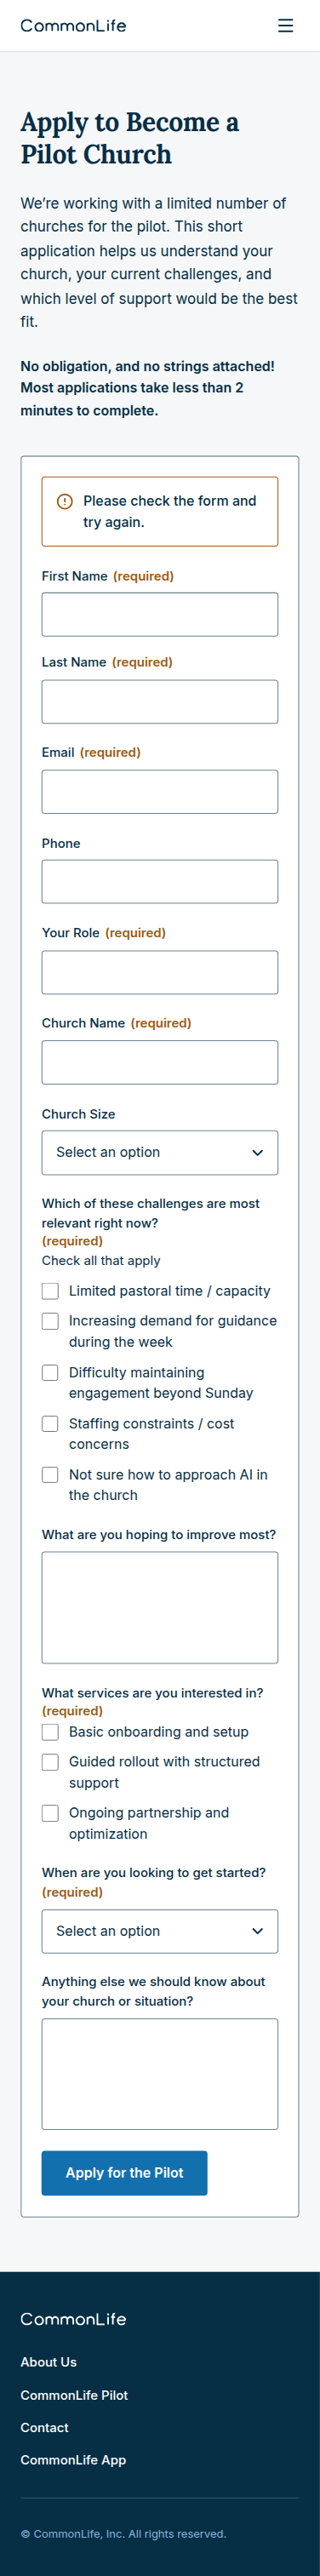 CommonLife
Apply to Become a
Pilot Church
We’re working with a limited number of
churches for the pilot. This short
application helps us understand your
church, your current challenges, and
which level of support would be the best
fit.
No obligation, and no strings attached!
Most applications take less than 2
minutes to complete.
Please check the form and
try again.
First Name (required)
Last Name (required)
Email (required)
Phone
Your Role (required)
Church Name (required)
Church Size
Select an option
Which of these challenges are most
relevant right now?
(required)
Check all that apply
Limited pastoral time / capacity
Increasing demand for guidance
during the week
Difficulty maintaining
engagement beyond Sunday
Staffing constraints / cost
concerns
Not sure how to approach AI in
the church
What are you hoping to improve most?
What services are you interested in?
(required)
Basic onboarding and setup
Guided rollout with structured
support
Ongoing partnership and
optimization
When are you looking to get started?
(required)
Select an option
Anything else we should know about
your church or situation?
Apply for the Pilot
CommonLife
About Us
CommonLife Pilot
Contact
CommonLife App
© CommonLife, Inc. All rights reserved.